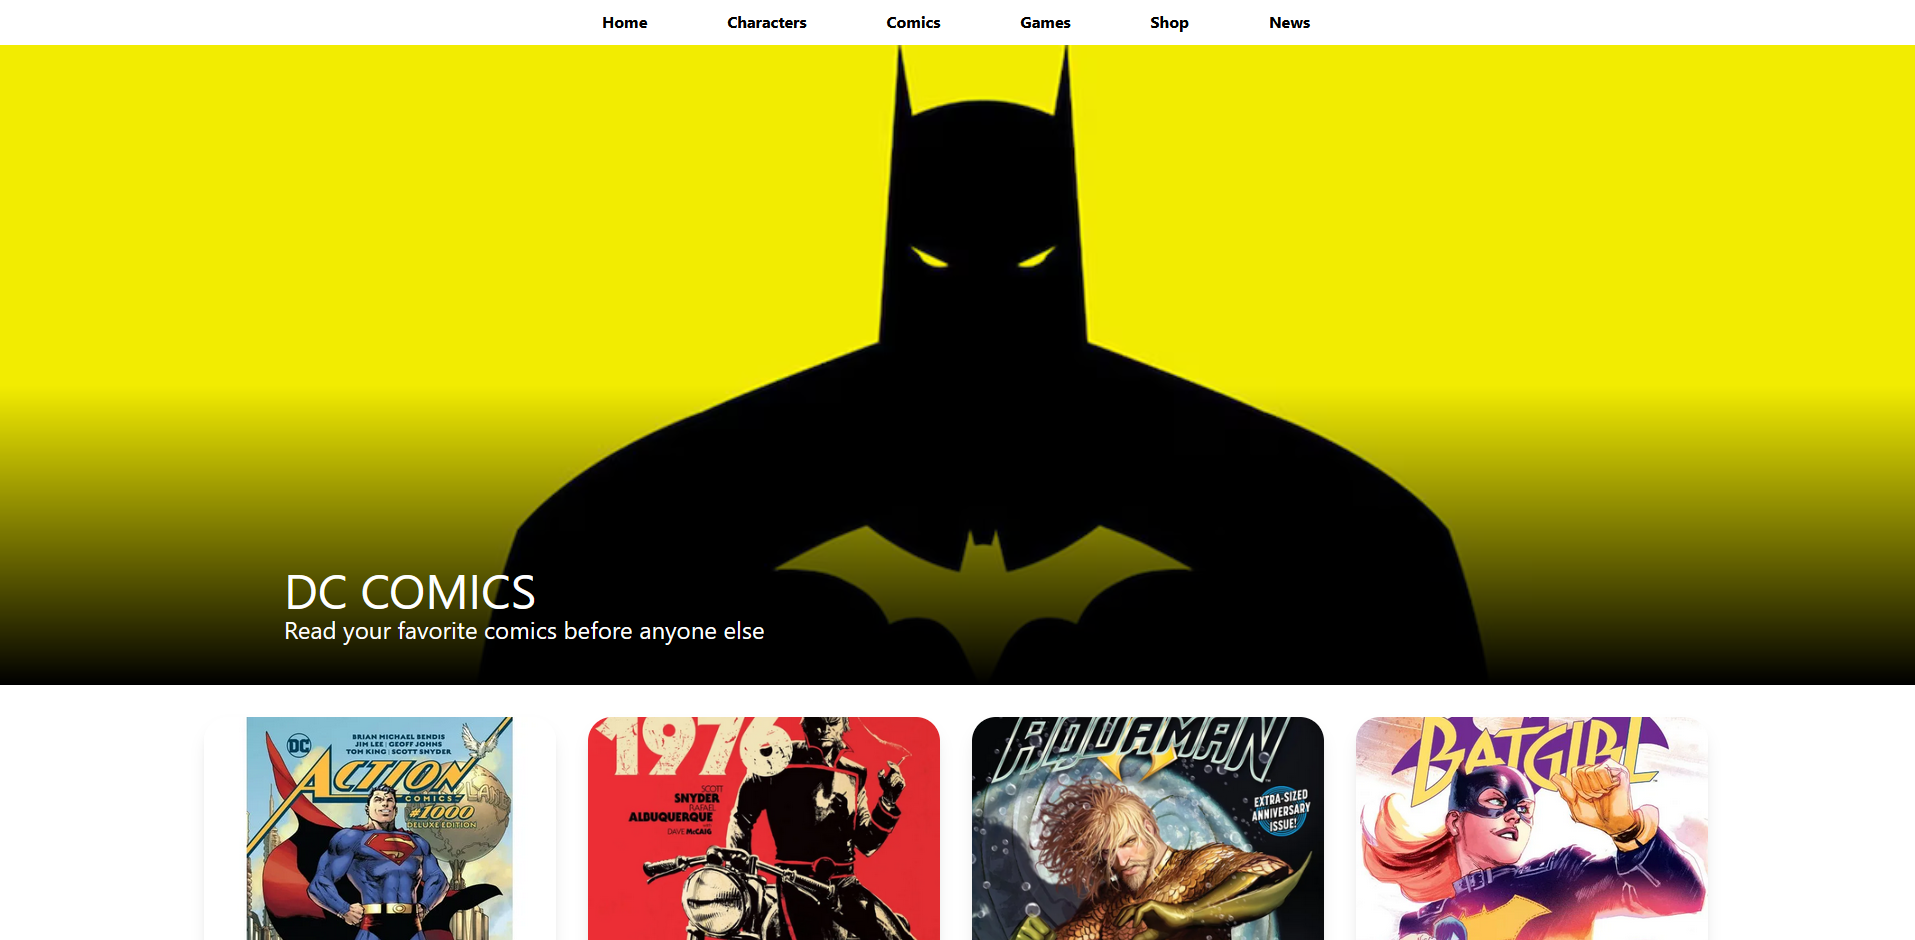 Home Characters Comics Games Shop News
DC COMICS
Read your favorite comics before anyone else
DC
BRIAN MICHAEL BENDIS
JIM LEE | GEOFF JOHNS
TOM KING | SCOTT SNYDER
ACTION
COMICS
#1000
DELUXE EDITION
1976
SCOTT
SNYDER
RAFAEL
ALBUQUERQUE
DAVE McCAIG
AQUAMAN
EXTRA-SIZED
ANNIVERSARY
ISSUE!
BATGIRL